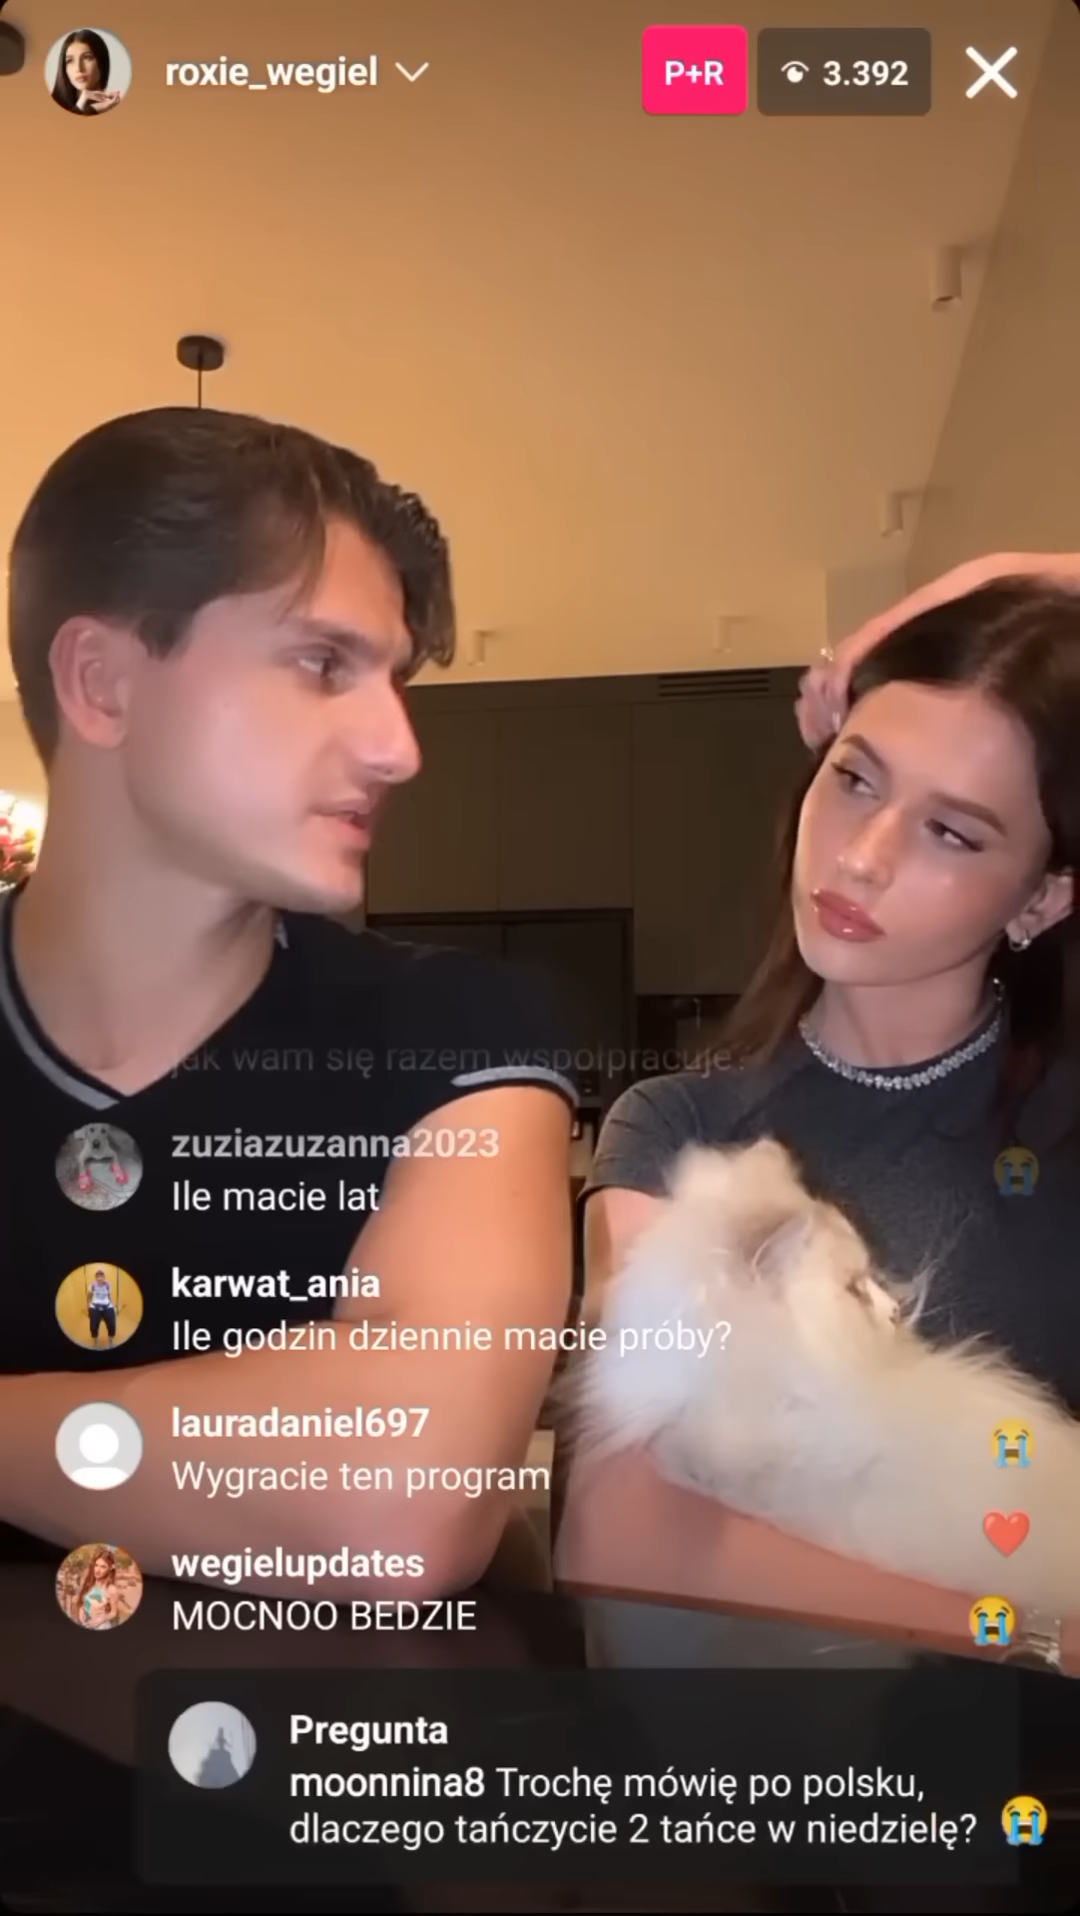 roxie_wegiel
P+R
3.392
jak wam się razem wspołpracuje?
zuziazuzanna2023
Ile macie lat
karwat_ania
Ile godzin dziennie macie próby?
lauradaniel697
Wygracie ten program
wegielupdates
MOCNOO BEDZIE
Pregunta
moonnina8 Trochę mówię po polsku,
dlaczego tańczycie 2 tańce w niedzielę?